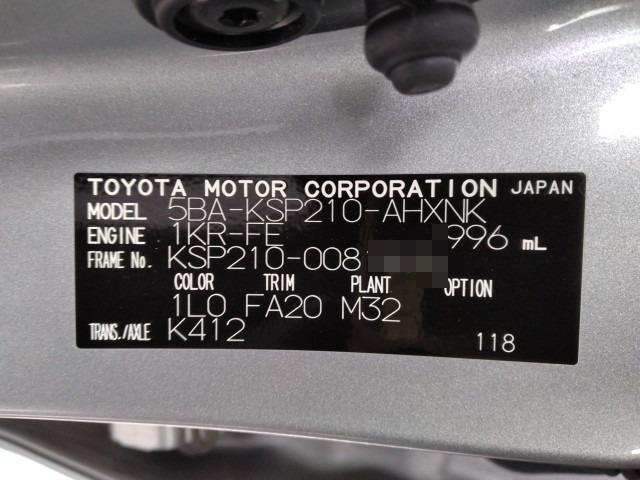 TOYOTA MOTOR CORPORATION JAPAN
MODEL 5BA-KSP210-AHXNK
ENGINE 1KR-FE 996 mL
FRAME No. KSP210-008
COLOR TRIM PLANT OPTION
1L0 FA20 M32
TRANS./AXLE K412
118